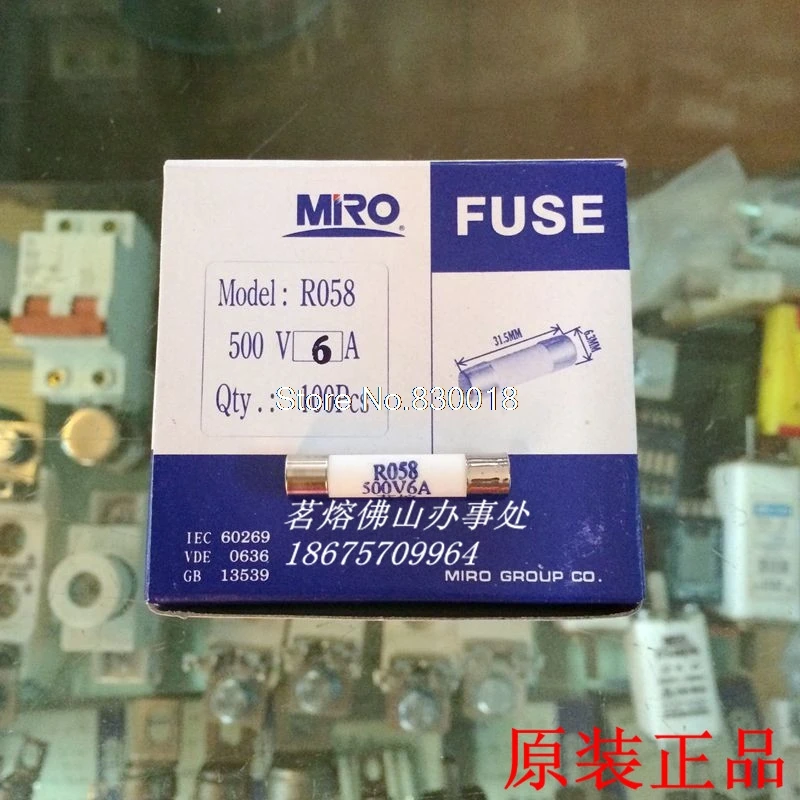 MIRO
®
FUSE
Model: R058
500 V 6 A
Qty.: 100Pcs
31.5MM
6.3MM
Store No.830018
R058
500V6A
茗熔佛山办事处
18675709964
IEC 60269
VDE 0636
GB 13539
MIRO GROUP CO.
MIRO
原装正品